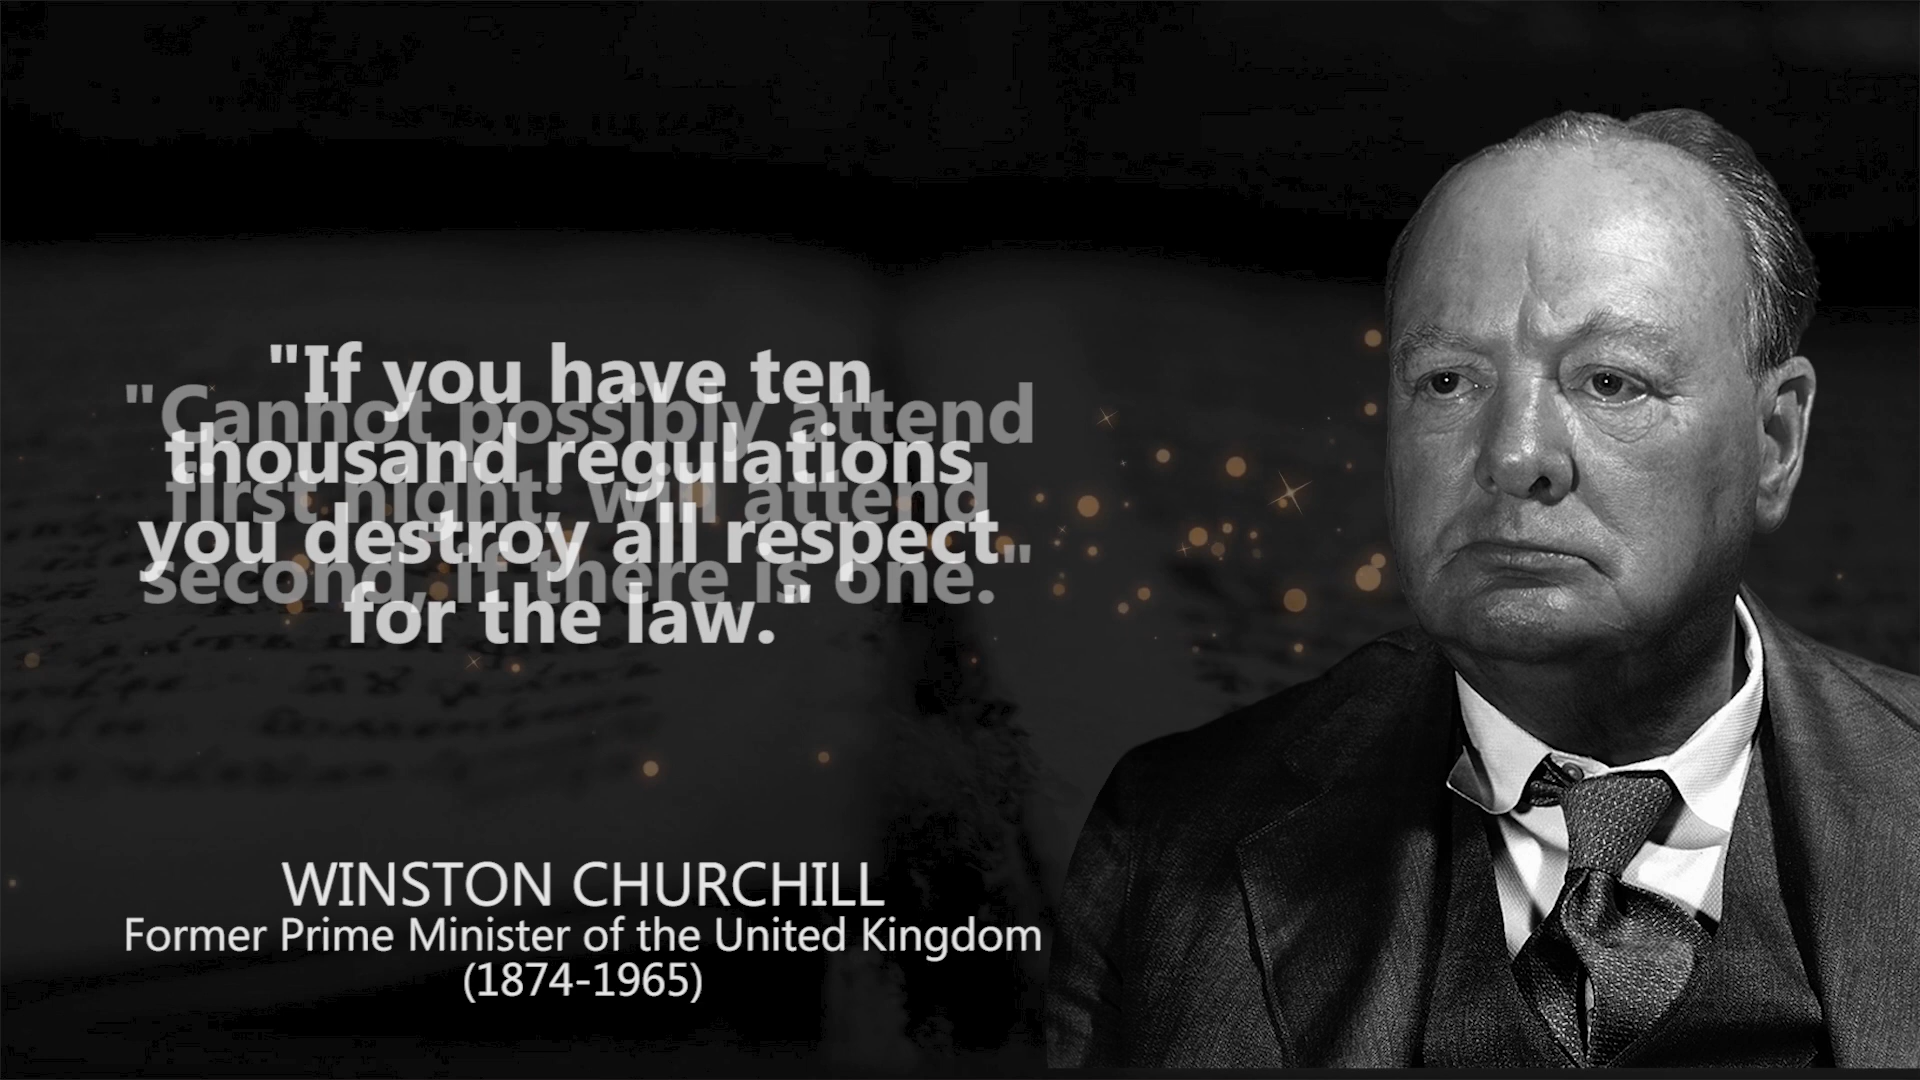 "If you have ten
thousand regulations
you destroy all respect
for the law."
"Cannot possibly attend
first night; will attend
second, if there is one."
WINSTON CHURCHILL
Former Prime Minister of the United Kingdom
(1874-1965)